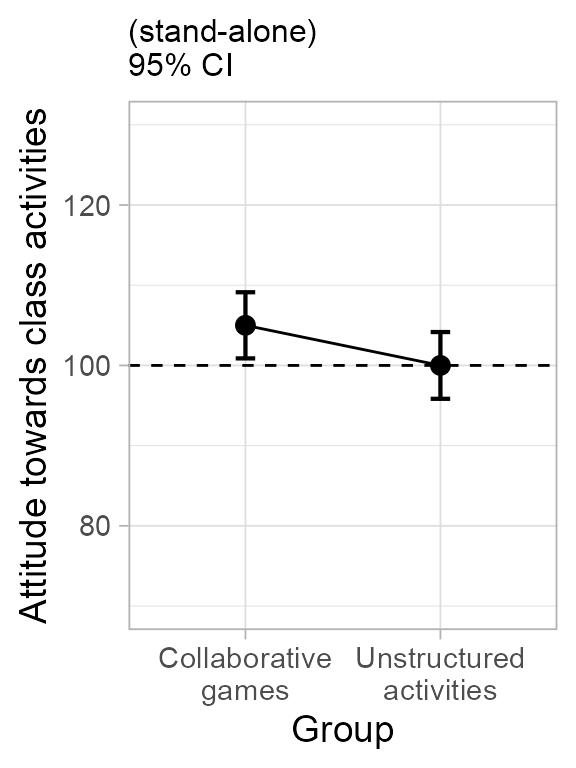 (stand-alone)
95% CI
Attitude towards class activities
120
100
80
Collaborative
games
Unstructured
activities
Group